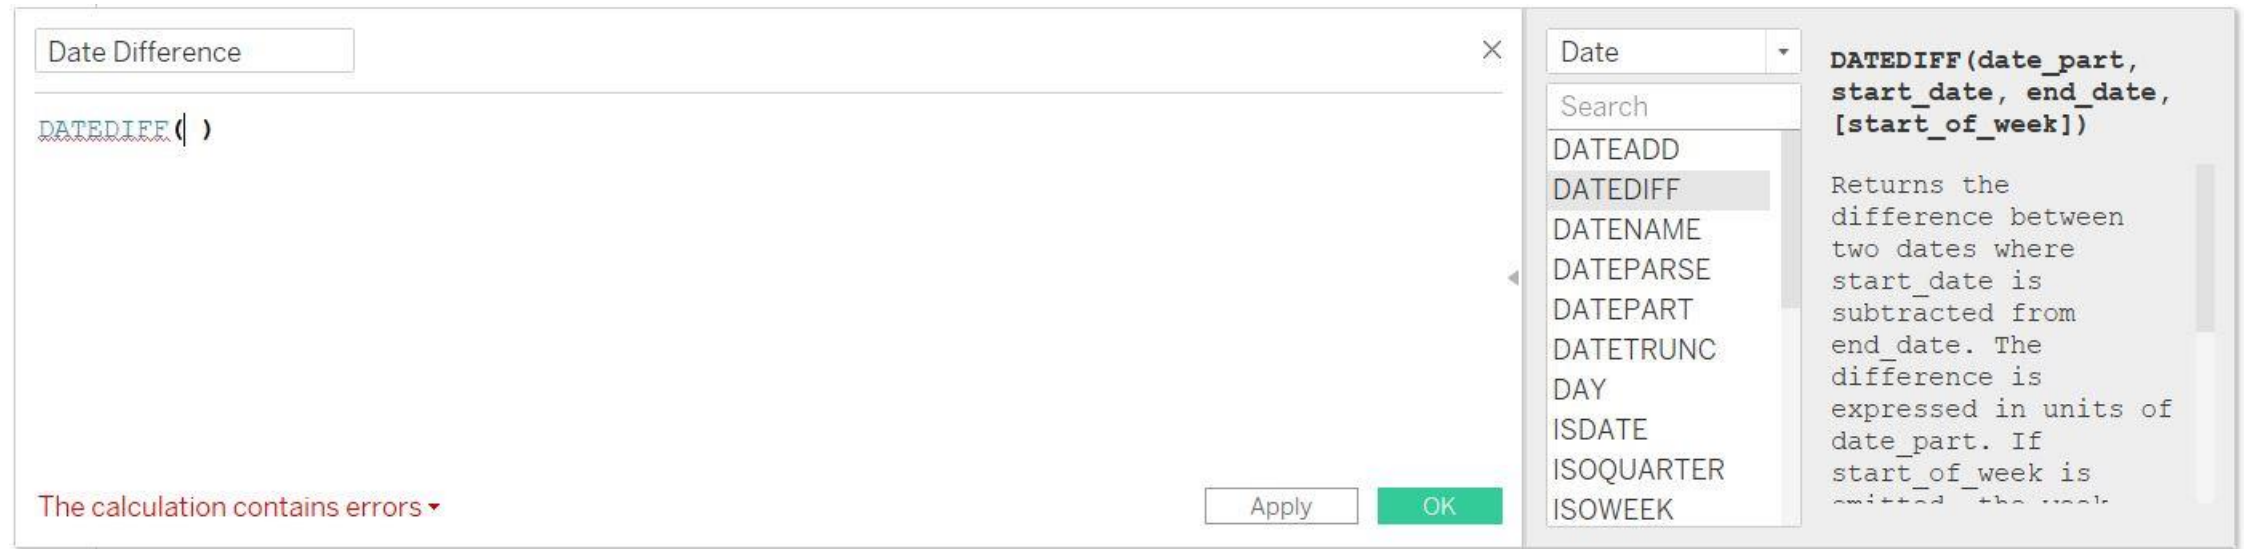 Date Difference
DATEDIFF( )
The calculation contains errors
Apply
OK
Date
Search
DATEADD
DATEDIFF
DATENAME
DATEPARSE
DATEPART
DATETRUNC
DAY
ISDATE
ISOQUARTER
ISOWEEK
DATEDIFF(date_part,
start_date, end_date,
[start_of_week])
Returns the
difference between
two dates where
start_date is
subtracted from
end_date. The
difference is
expressed in units of
date_part. If
start_of_week is